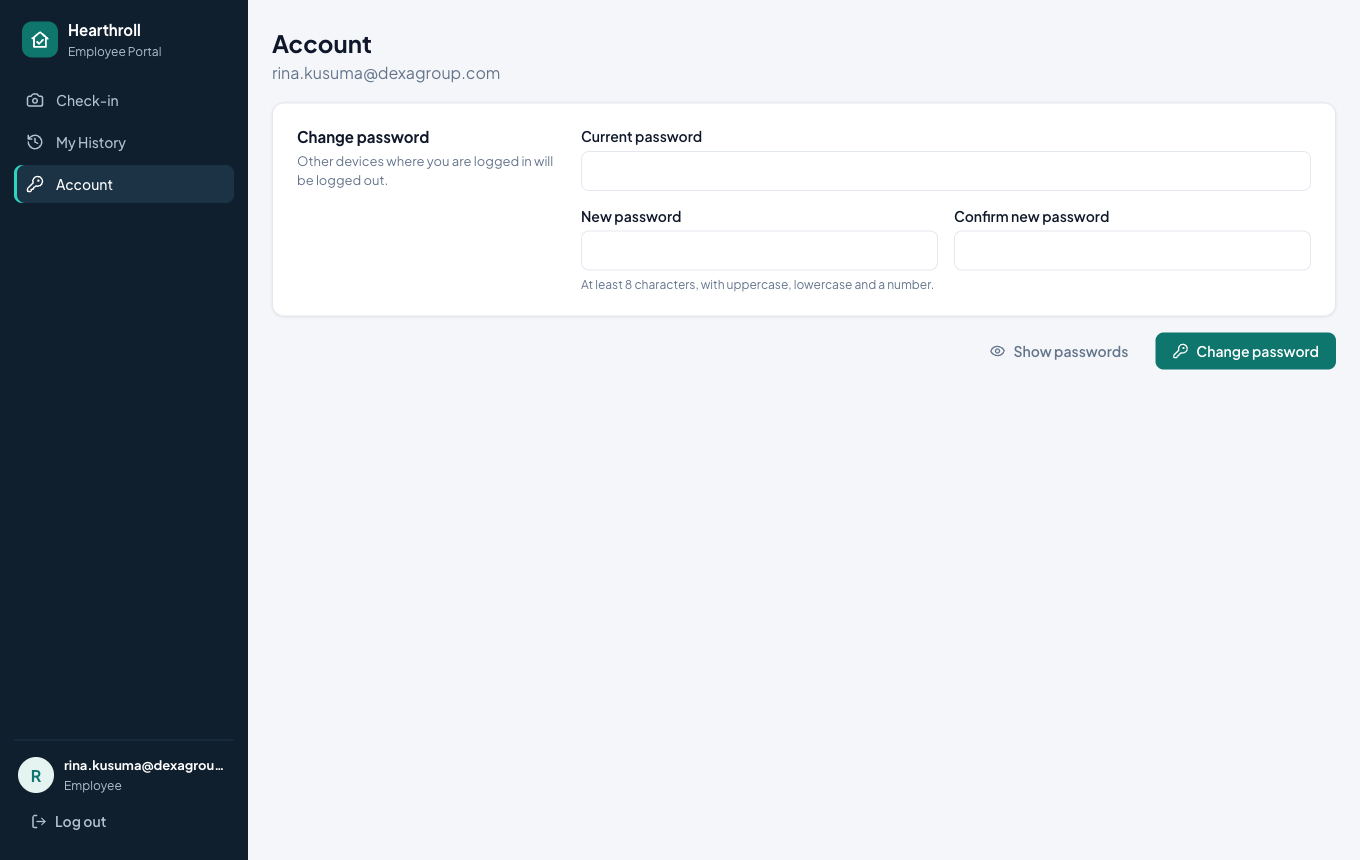 Hearthroll
Employee Portal
Check-in
My History
Account
rina.kusuma@dexagrou…
R
Employee
Log out
Account
rina.kusuma@dexagroup.com
Change password
Other devices where you are logged in will
be logged out.
Current password
New password
Confirm new password
At least 8 characters, with uppercase, lowercase and a number.
Show passwords
Change password